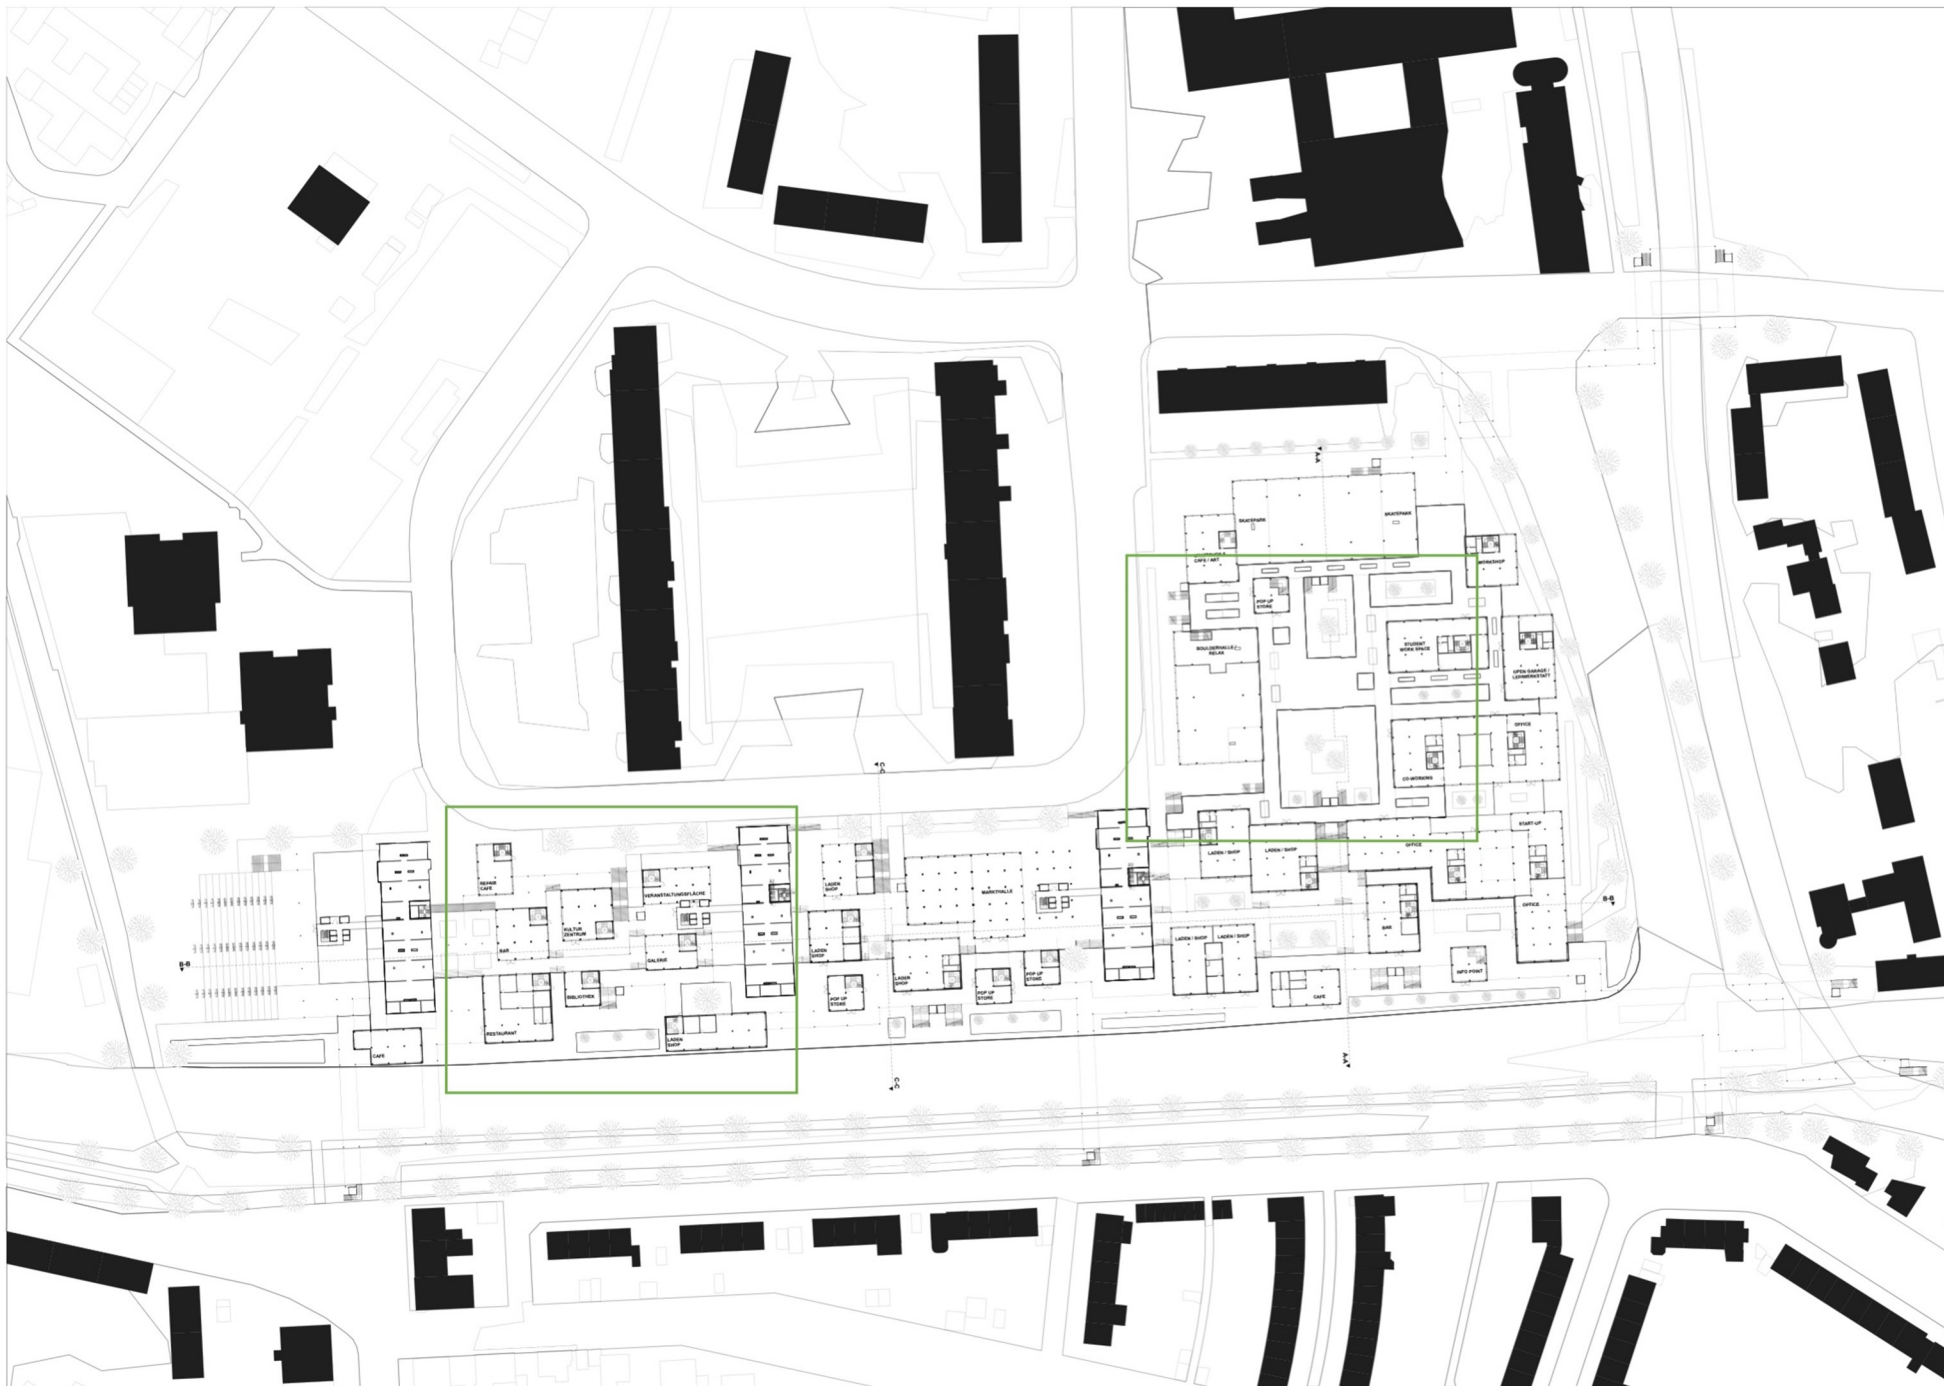 A-A
SKATEPARK
SKATEPARK
CAFE / ART
WORKSHOP
POP UP
STORE
STUDENT
WORK SPACE
BOULDERHALLE /
RELAX
OPEN GARAGE /
LEHRWERKSTATT
OFFICE
CO-WORKING
C-C
START-UP
OFFICE
LADEN / SHOP
LADEN / SHOP
REPAIR
CAFE
VERANSTALTUNGSFLÄCHE
LADEN
SHOP
MARKTHALLE
B-B
OFFICE
KULTUR
ZENTRUM
BAR
BAR
GALERIE
LADEN
SHOP
LADEN / SHOP
LADEN / SHOP
B-B
INFO POINT
LADEN
SHOP
POP UP
STORE
POP UP
STORE
POP UP
STORE
BIBLIOTHEK
CAFE
RESTAURANT
LADEN
SHOP
CAFE
A-A
C-C